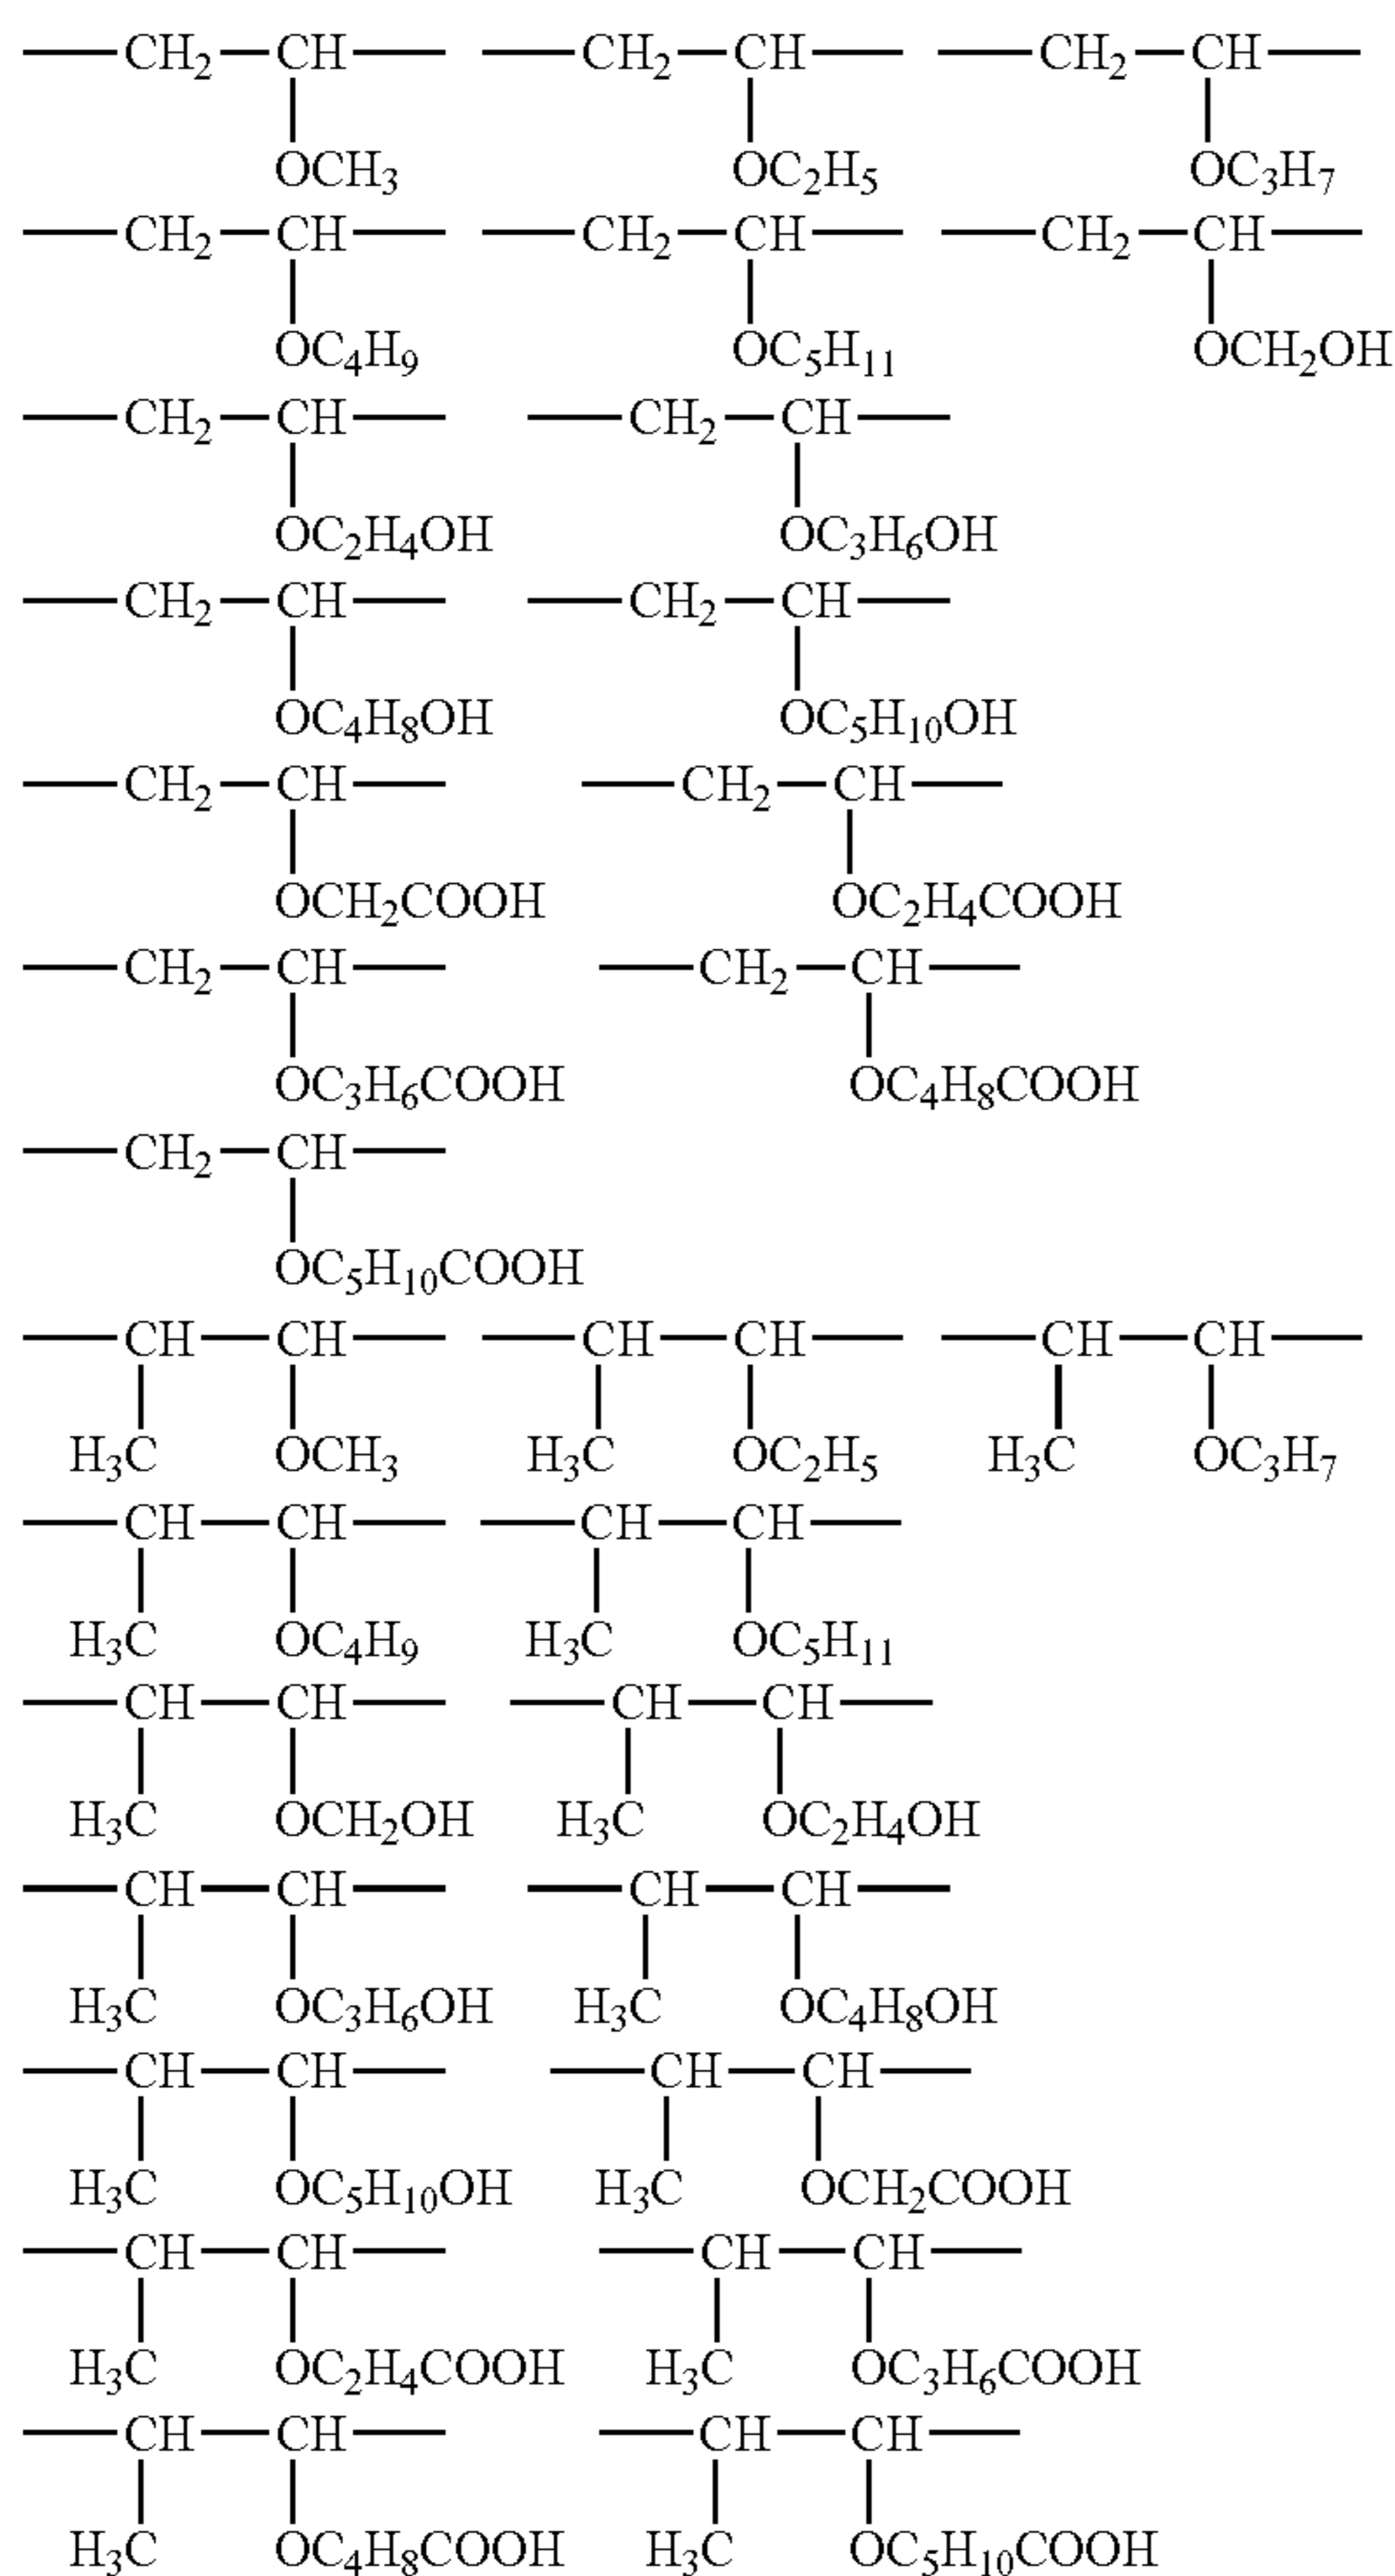 —CH₂—CH— —CH₂—CH— —CH₂—CH—
OCH₃ OC₂H₅ OC₃H₇
—CH₂—CH— —CH₂—CH— —CH₂—CH—
OC₄H₉ OC₅H₁₁ OCH₂OH
—CH₂—CH— —CH₂—CH—
OC₂H₄OH OC₃H₆OH
—CH₂—CH— —CH₂—CH—
OC₄H₈OH OC₅H₁₀OH
—CH₂—CH— —CH₂—CH—
OCH₂COOH OC₂H₄COOH
—CH₂—CH— —CH₂—CH—
OC₃H₆COOH OC₄H₈COOH
—CH₂—CH—
OC₅H₁₀COOH
—CH—CH— —CH—CH— —CH—CH—
H₃C OCH₃ H₃C OC₂H₅ H₃C OC₃H₇
—CH—CH— —CH—CH—
H₃C OC₄H₉ H₃C OC₅H₁₁
—CH—CH— —CH—CH—
H₃C OCH₂OH H₃C OC₂H₄OH
—CH—CH— —CH—CH—
H₃C OC₃H₆OH H₃C OC₄H₈OH
—CH—CH— —CH—CH—
H₃C OC₅H₁₀OH H₃C OCH₂COOH
—CH—CH— —CH—CH—
H₃C OC₂H₄COOH H₃C OC₃H₆COOH
—CH—CH— —CH—CH—
H₃C OC₄H₈COOH H₃C OC₅H₁₀COOH